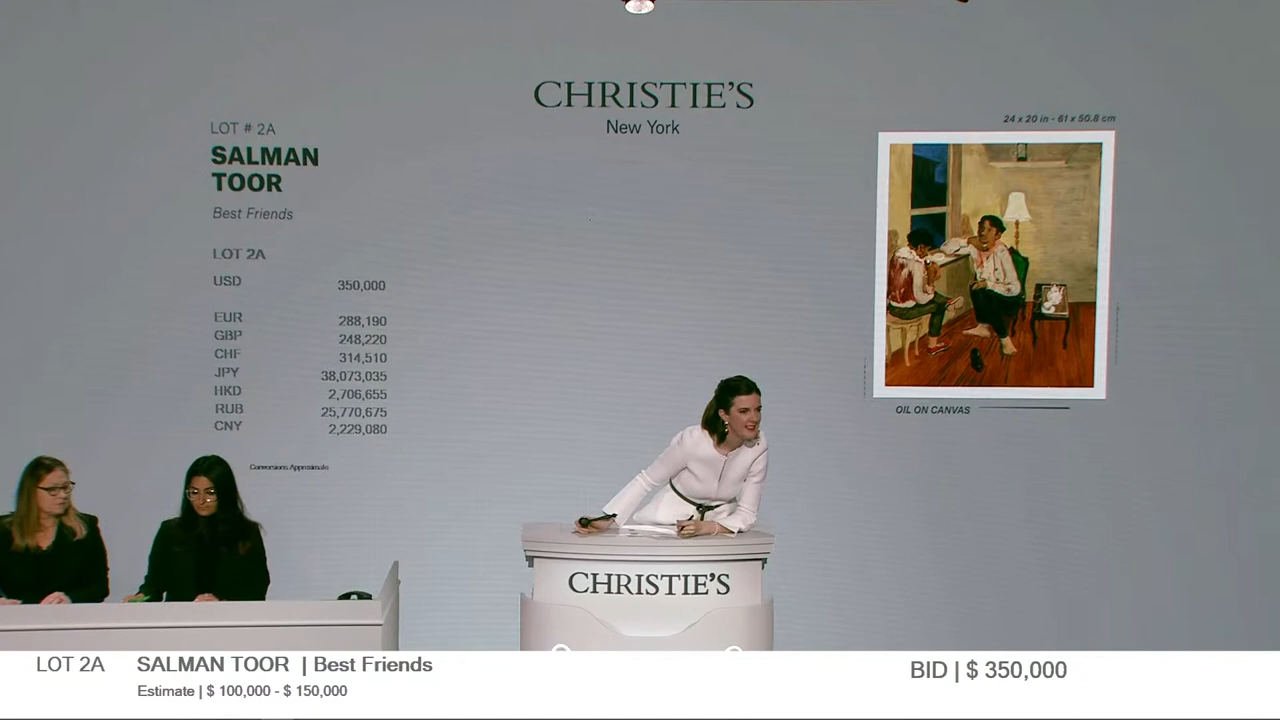 CHRISTIE'S
New York
LOT # 2A
SALMAN
TOOR
Best Friends
LOT 2A
USD 350,000
EUR 288,190
GBP 248,220
CHF 314,510
JPY 38,073,035
HKD 2,706,655
RUB 25,770,675
CNY 2,229,080
Conversions Approximate
24 x 20 in - 61 x 50.8 cm
OIL ON CANVAS
CHRISTIE'S
LOT 2A SALMAN TOOR | Best Friends
Estimate | $ 100,000 - $ 150,000
BID | $ 350,000